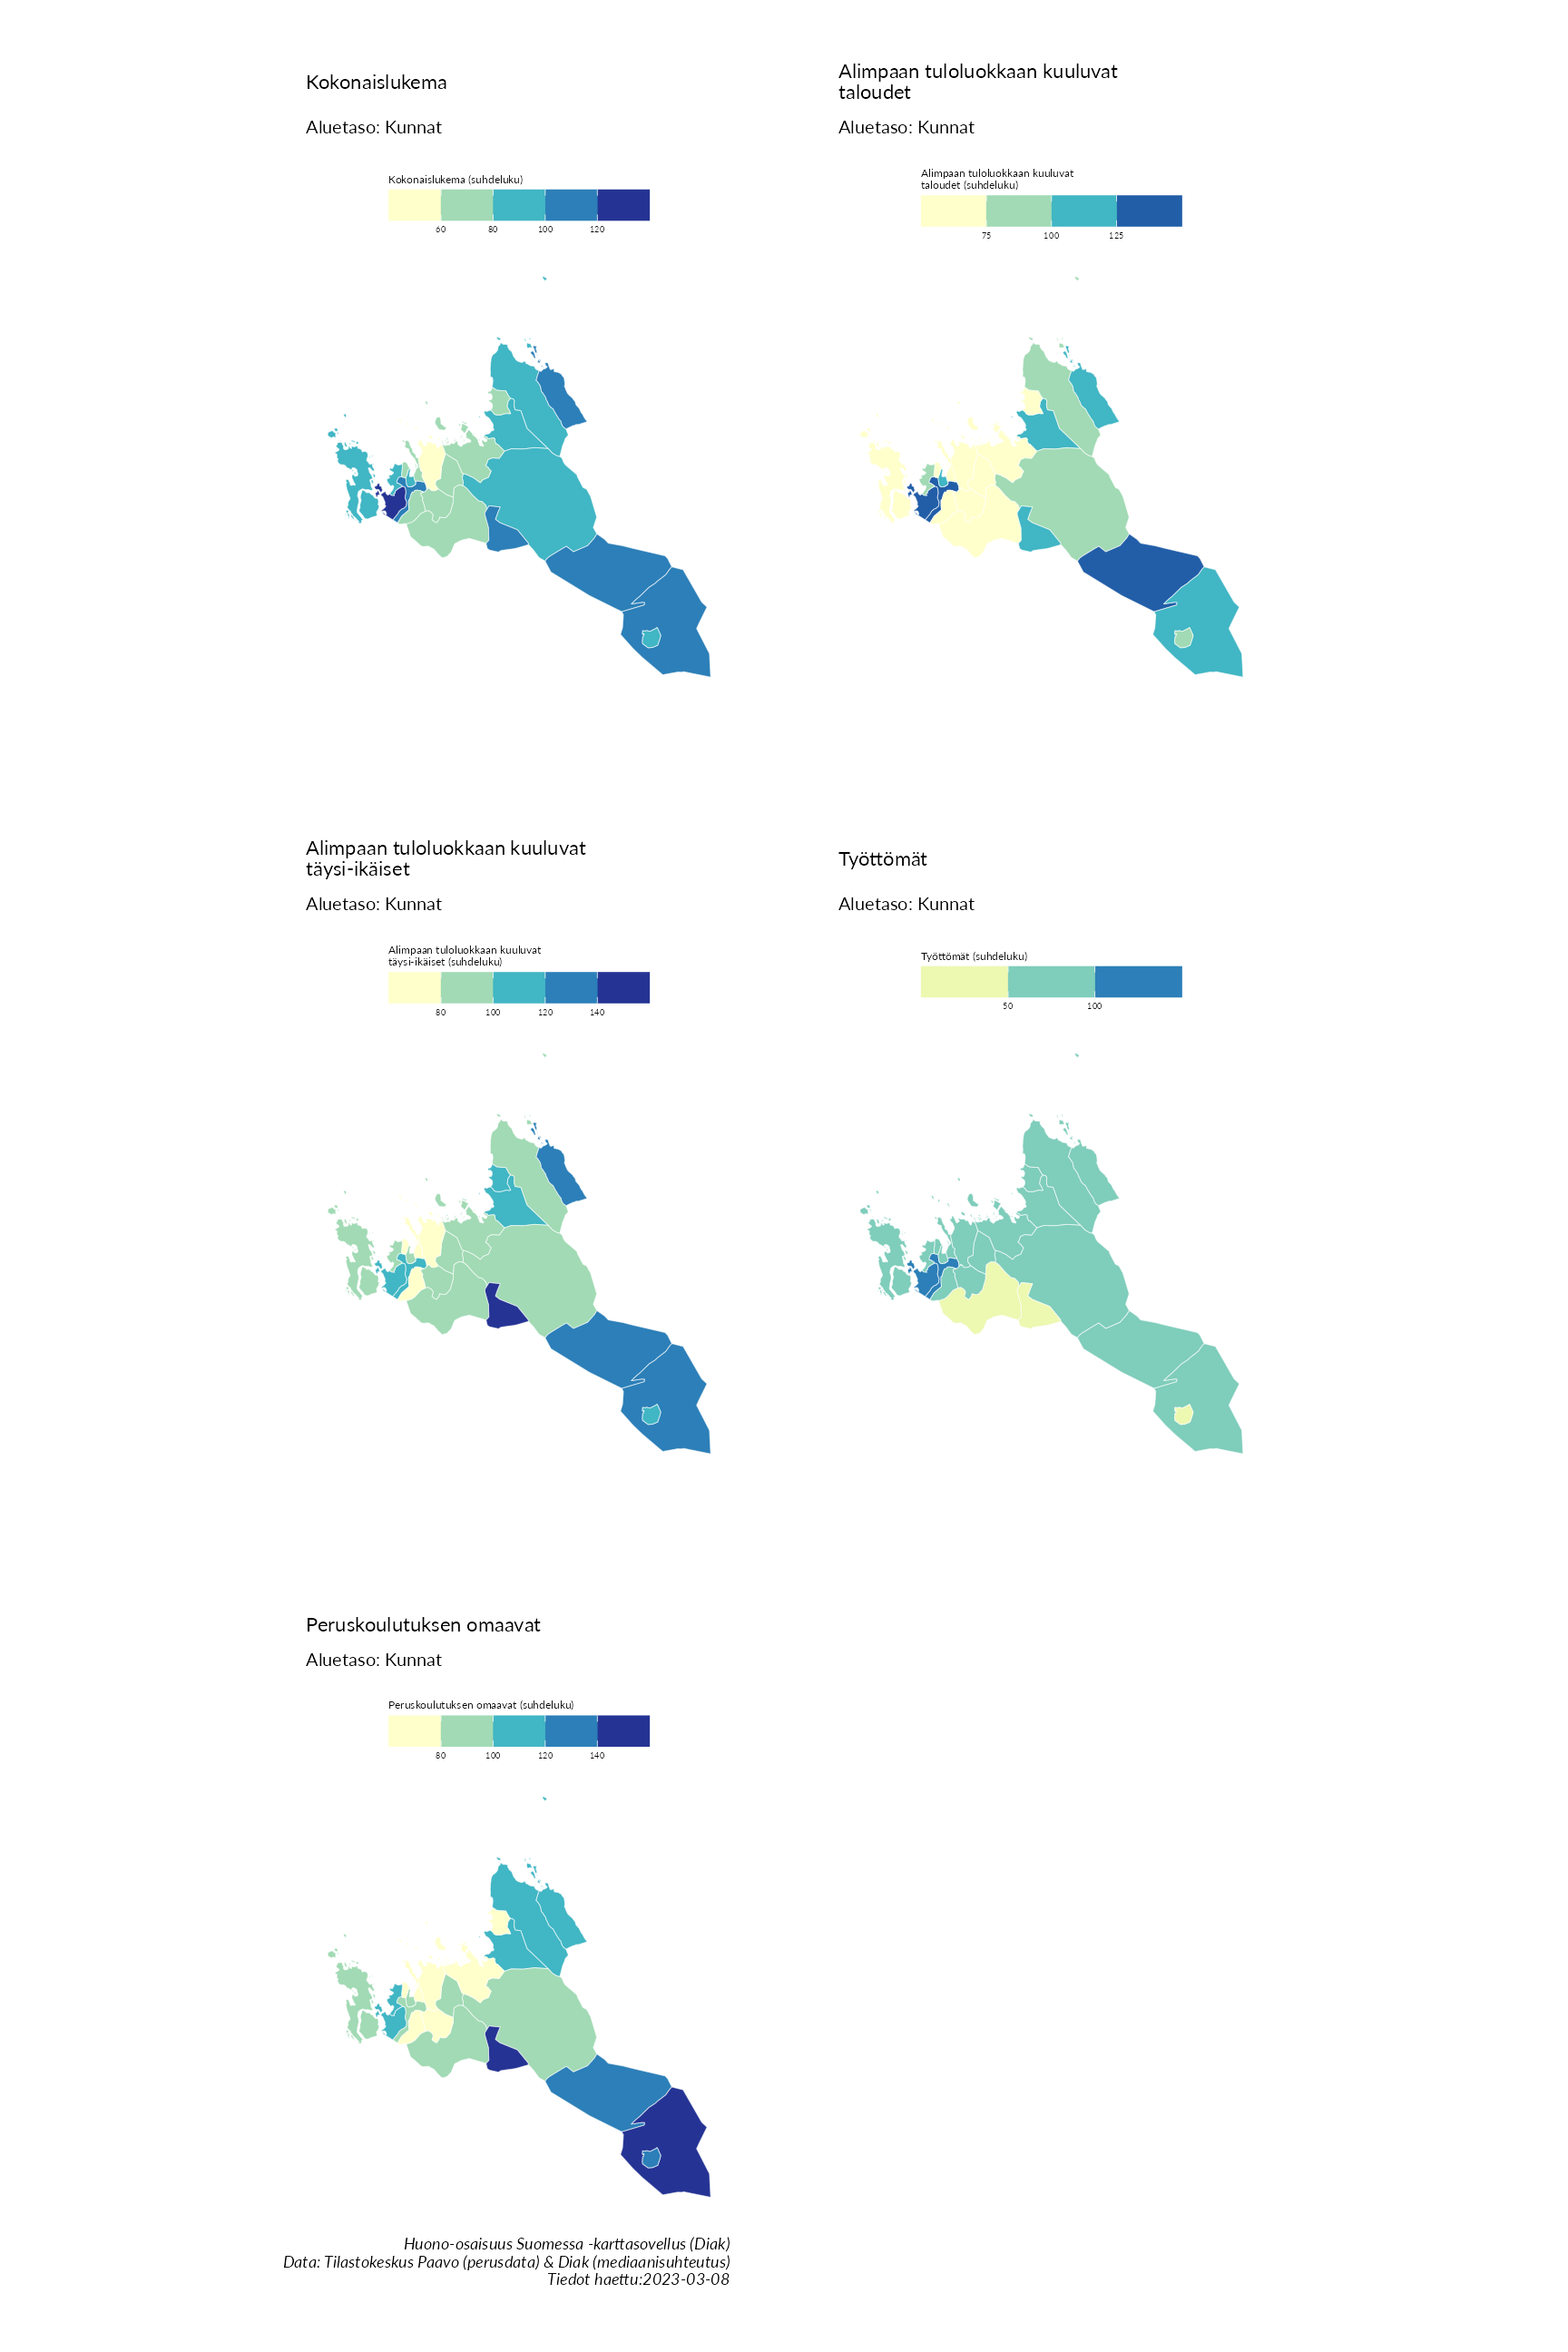 Kokonaislukema
Aluetaso: Kunnat
Kokonaislukema (suhdeluku)
60 80 100 120
Alimpaan tuloluokkaan kuuluvat
taloudet
Aluetaso: Kunnat
Alimpaan tuloluokkaan kuuluvat
taloudet (suhdeluku)
75 100 125
Alimpaan tuloluokkaan kuuluvat
täysi-ikäiset
Aluetaso: Kunnat
Alimpaan tuloluokkaan kuuluvat
täysi-ikäiset (suhdeluku)
80 100 120 140
Työttömät
Aluetaso: Kunnat
Työttömät (suhdeluku)
50 100
Peruskoulutuksen omaavat
Aluetaso: Kunnat
Peruskoulutuksen omaavat (suhdeluku)
80 100 120 140
Huono-osaisuus Suomessa -karttasovellus (Diak)
Data: Tilastokeskus Paavo (perusdata) & Diak (mediaanisuhteutus)
Tiedot haettu:2023-03-08